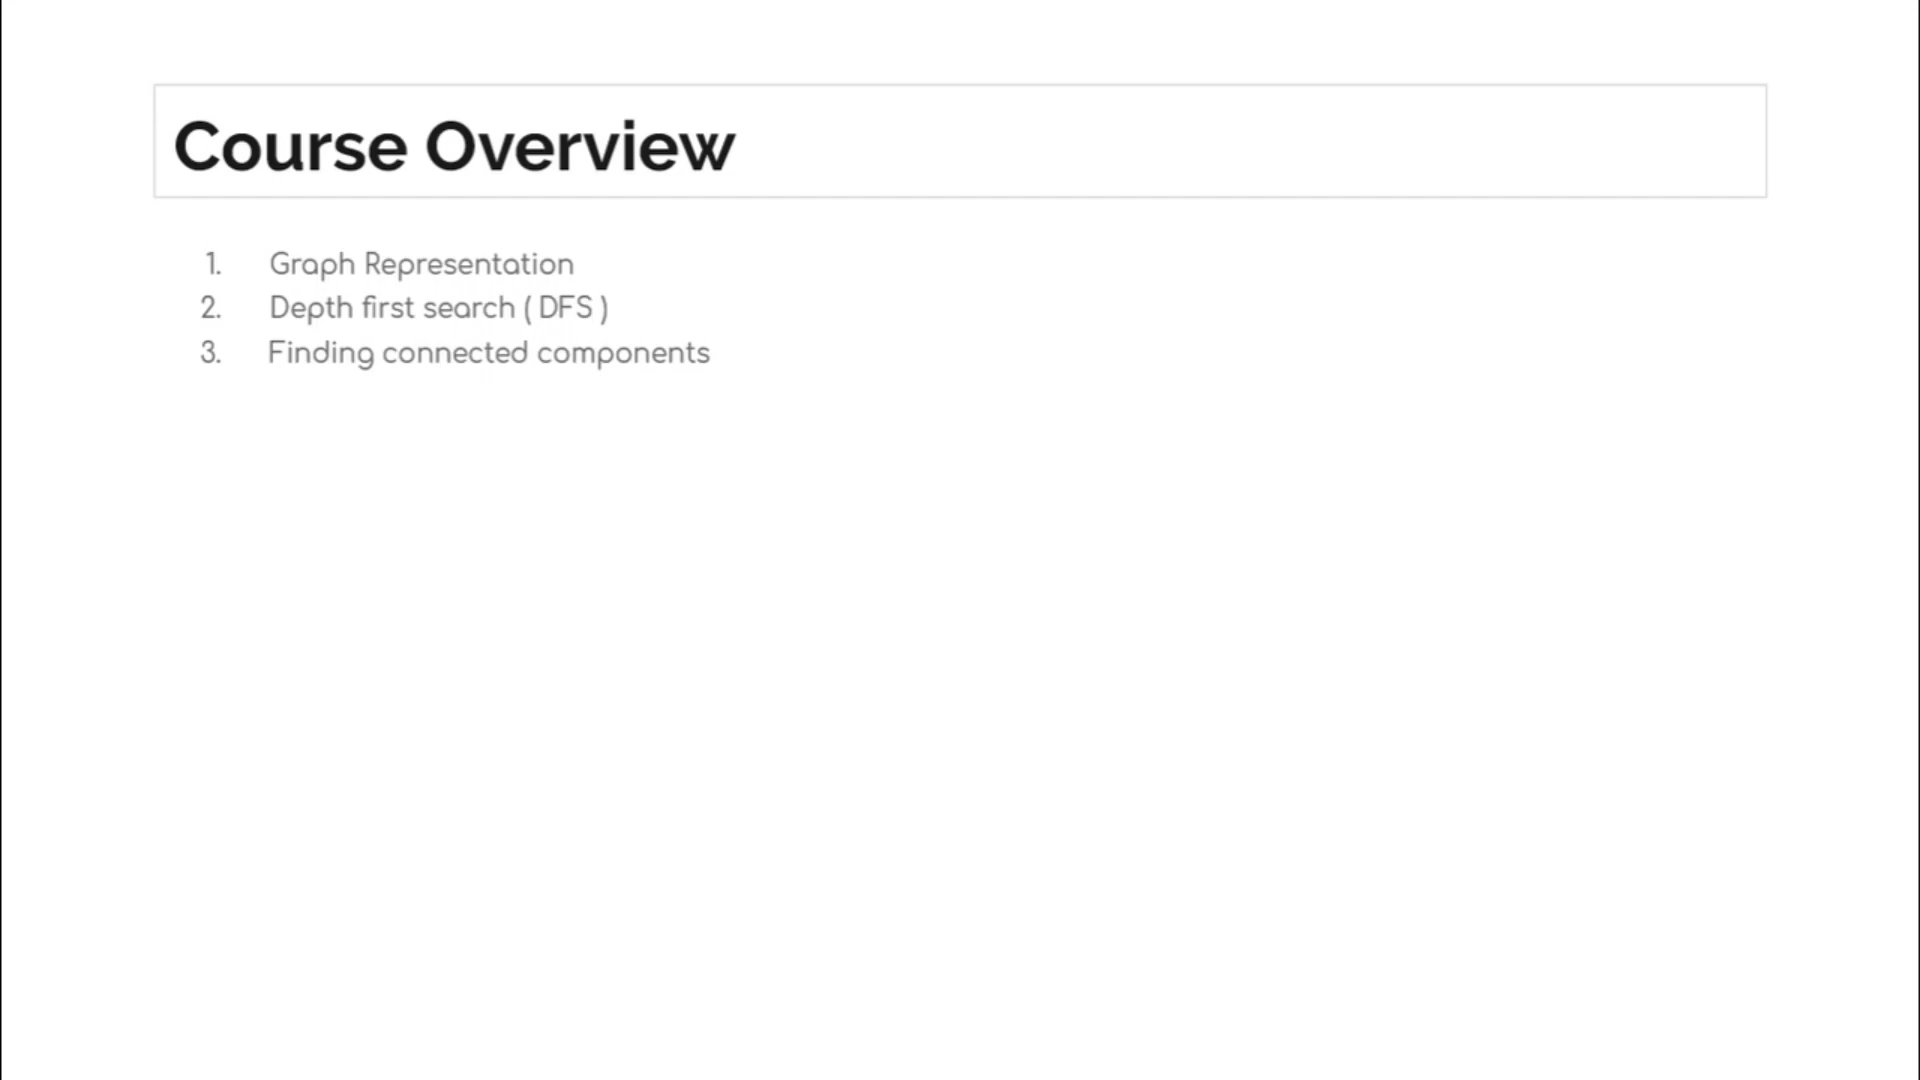 Course Overview
1. Graph Representation
2. Depth first search ( DFS )
3. Finding connected components